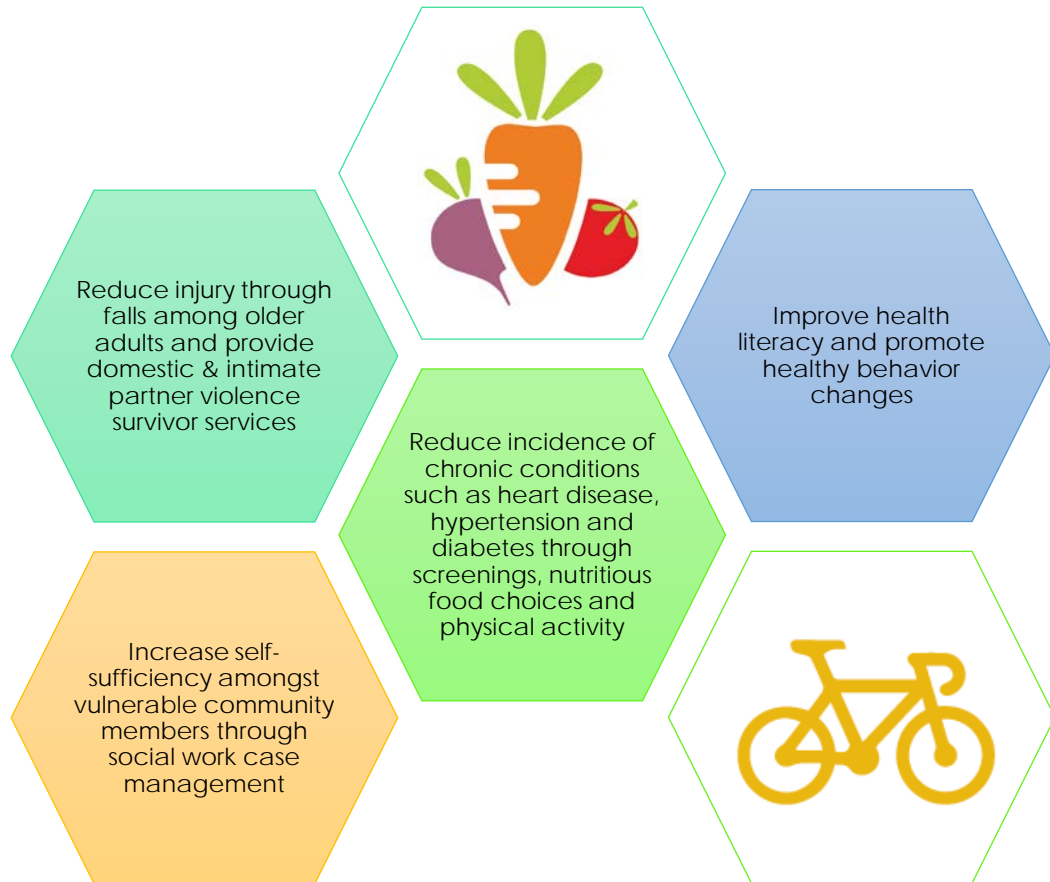 Reduce injury through
falls among older
adults and provide
domestic & intimate
partner violence
survivor services
Improve health
literacy and promote
healthy behavior
changes
Reduce incidence of
chronic conditions
such as heart disease,
hypertension and
diabetes through
screenings, nutritious
food choices and
physical activity
Increase self-
sufficiency amongst
vulnerable community
members through
social work case
management